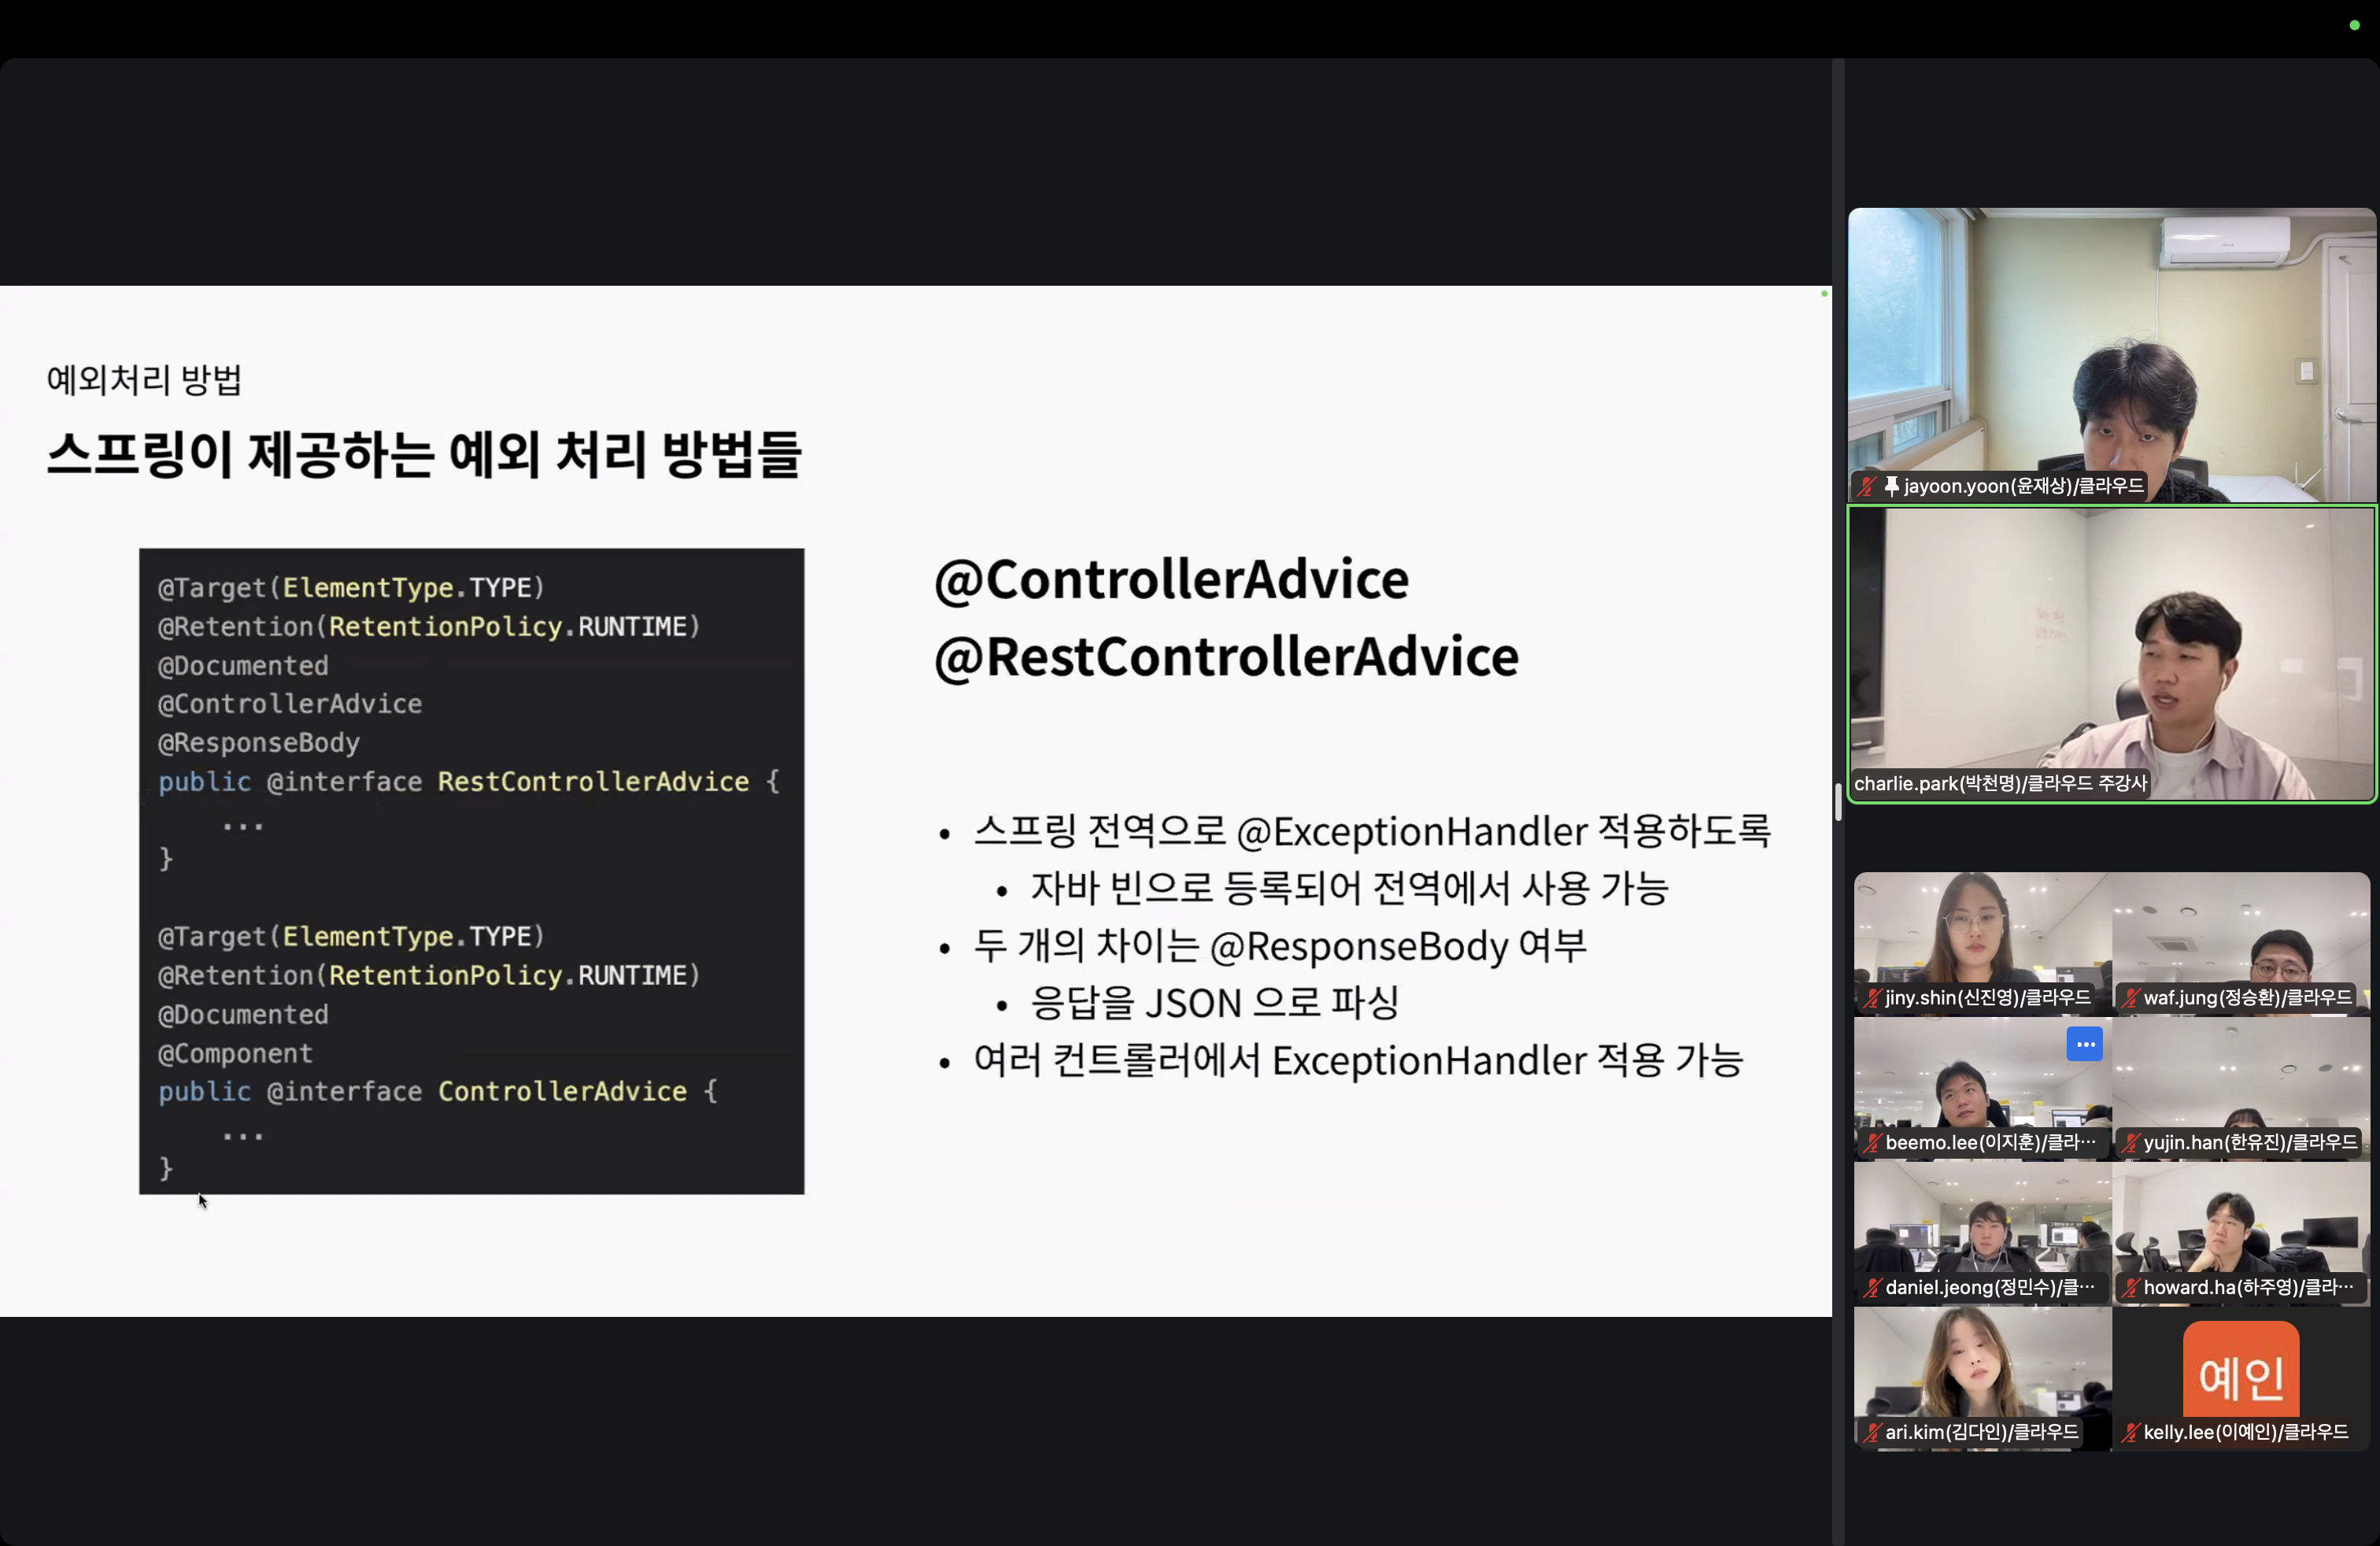 예외처리 방법
스프링이 제공하는 예외 처리 방법들
@Target(ElementType.TYPE)
@Retention(RetentionPolicy.RUNTIME)
@Documented
@ControllerAdvice
@ResponseBody
public @interface RestControllerAdvice {
...
}
@Target(ElementType.TYPE)
@Retention(RetentionPolicy.RUNTIME)
@Documented
@Component
public @interface ControllerAdvice {
...
}
@ControllerAdvice
@RestControllerAdvice
• 스프링 전역으로 @ExceptionHandler 적용하도록
• 자바 빈으로 등록되어 전역에서 사용 가능
• 두 개의 차이는 @ResponseBody 여부
• 응답을 JSON 으로 파싱
• 여러 컨트롤러에서 ExceptionHandler 적용 가능
jayoon.yoon(윤재상)/클라우드
charlie.park(박천명)/클라우드 주강사
jiny.shin(신진영)/클라우드
waf.jung(정승환)/클라우드
beemo.lee(이지훈)/클라…
yujin.han(한유진)/클라우드
daniel.jeong(정민수)/클…
howard.ha(하주영)/클라…
예인
ari.kim(김다인)/클라우드
kelly.lee(이예인)/클라우드